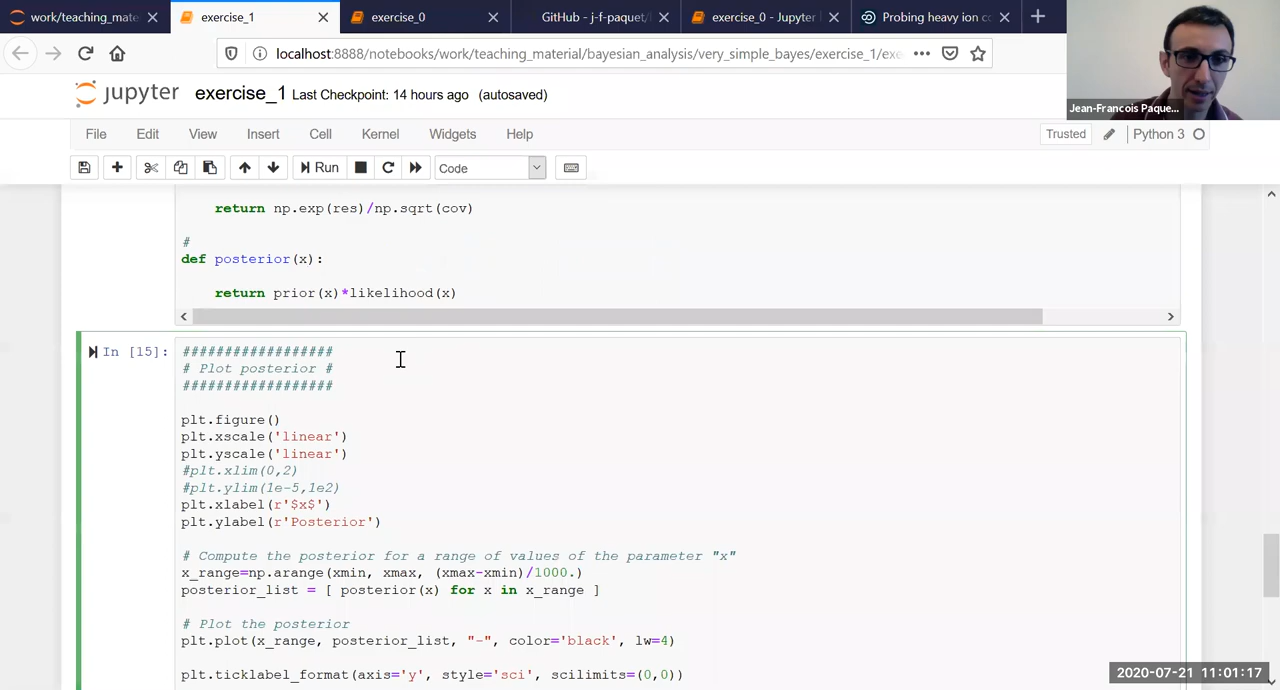 work/teaching_mate
exercise_1
exercise_0
GitHub - j-f-paquet/
exercise_0 - Jupyter
Probing heavy ion co
localhost:8888/notebooks/work/teaching_material/bayesian_analysis/very_simple_bayes/exercise_1/exe
Jean-Francois Paque...
jupyter exercise_1 Last Checkpoint: 14 hours ago (autosaved)
File Edit View Insert Cell Kernel Widgets Help
Trusted Python 3
Run Code
return np.exp(res)/np.sqrt(cov)
#
def posterior(x):
return prior(x)*likelihood(x)
In [15]:
##################
# Plot posterior #
##################
plt.figure()
plt.xscale('linear')
plt.yscale('linear')
#plt.xlim(0,2)
#plt.ylim(1e-5,1e2)
plt.xlabel(r'$x$')
plt.ylabel(r'Posterior')
# Compute the posterior for a range of values of the parameter "x"
x_range=np.arange(xmin, xmax, (xmax-xmin)/1000.)
posterior_list = [ posterior(x) for x in x_range ]
# Plot the posterior
plt.plot(x_range, posterior_list, "-", color='black', lw=4)
plt.ticklabel_format(axis='y', style='sci', scilimits=(0,0))
2020-07-21 11:01:17